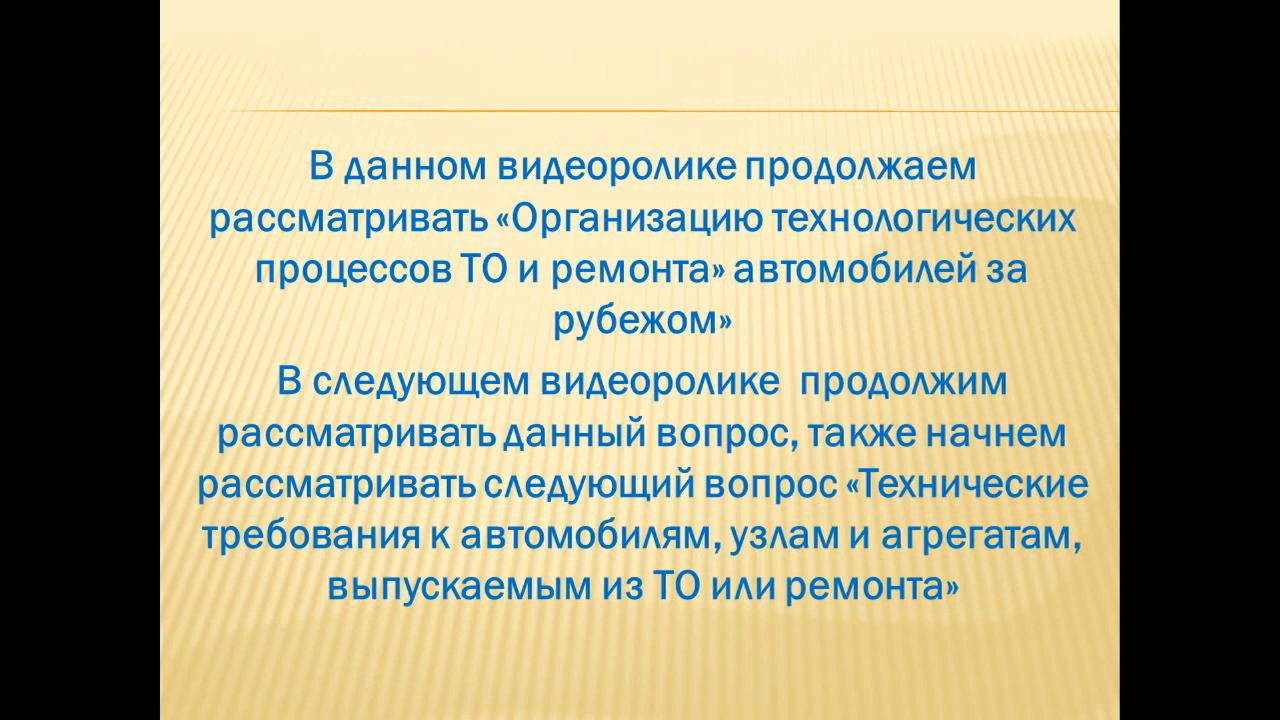 В данном видеоролике продолжаем
рассматривать «Организацию технологических
процессов ТО и ремонта» автомобилей за
рубежом»
В следующем видеоролике  продолжим
рассматривать данный вопрос, также начнем
рассматривать следующий вопрос «Технические
требования к автомобилям, узлам и агрегатам,
выпускаемым из ТО или ремонта»